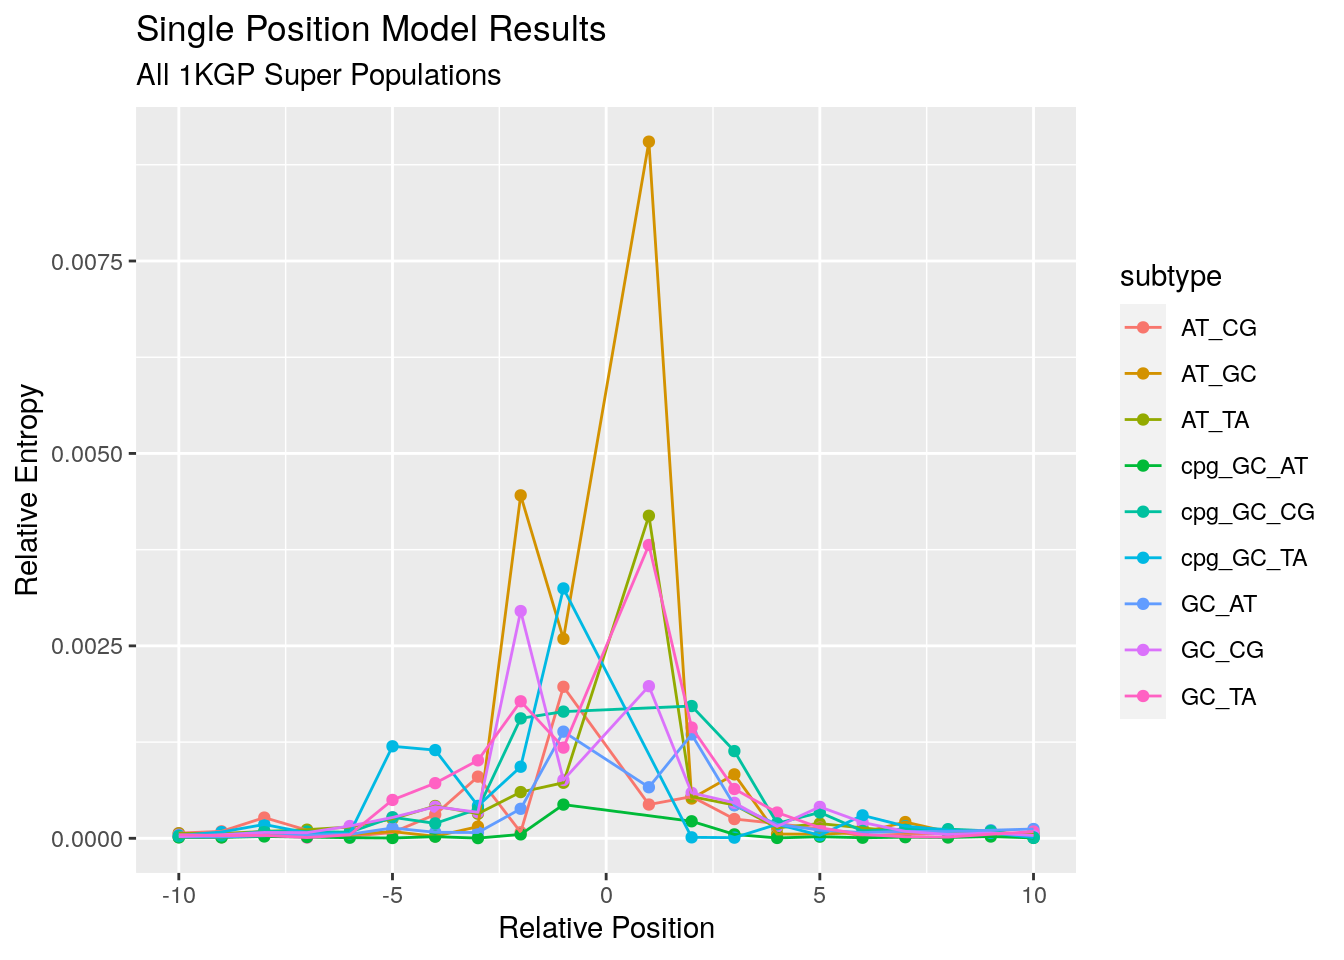 Single Position Model Results
All 1KGP Super Populations
Relative Entropy
0.0075
0.0050
0.0025
0.0000
-10
-5
0
5
10
Relative Position
subtype
AT_CG
AT_GC
AT_TA
cpg_GC_AT
cpg_GC_CG
cpg_GC_TA
GC_AT
GC_CG
GC_TA